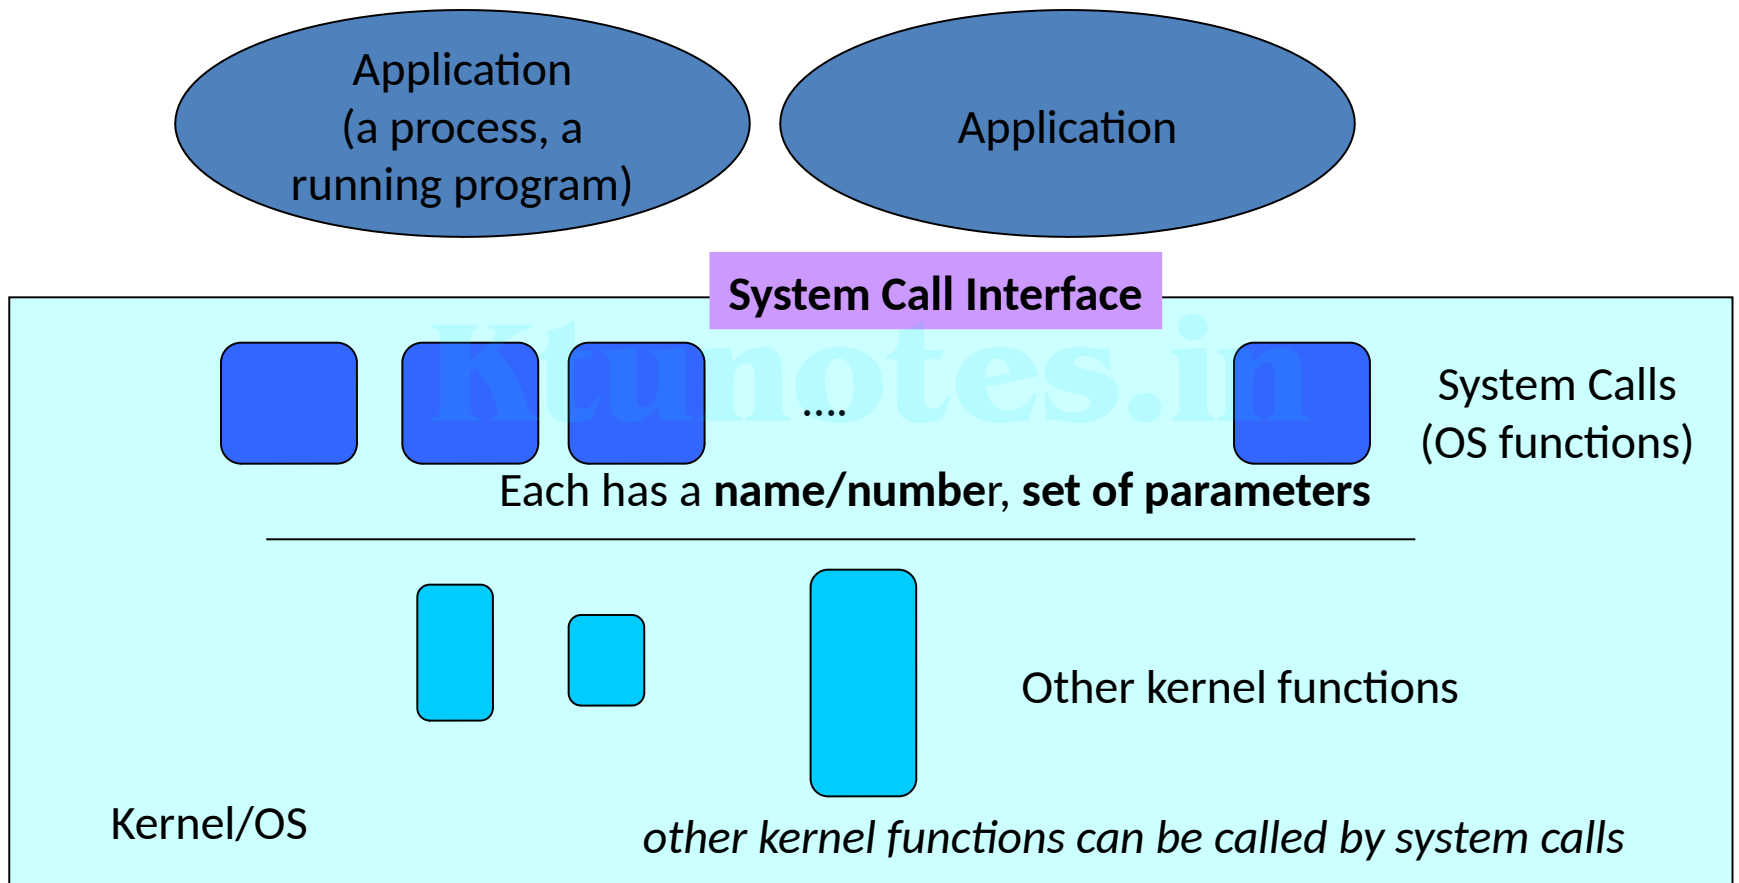 Application
(a process, a
running program)
Application
System Call Interface
Ktunotes.in
....
System Calls
(OS functions)
Each has a name/number, set of parameters
Other kernel functions
Kernel/OS
other kernel functions can be called by system calls